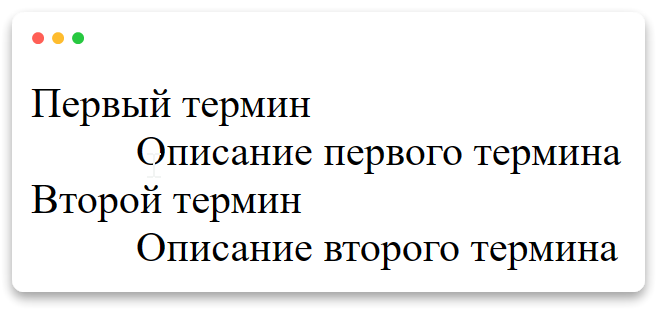 Первый термин
Описание первого термина
Второй термин
Описание второго термина